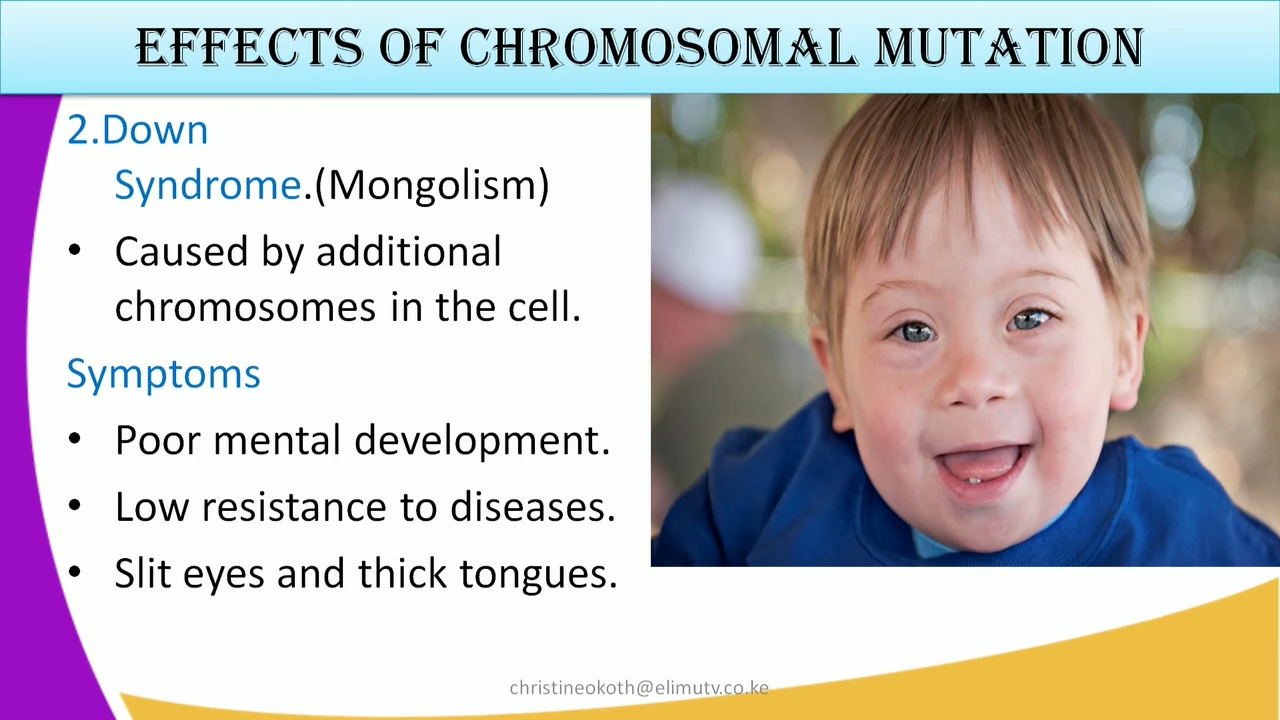 EFFECTS OF CHROMOSOMAL MUTATION
2.Down
Syndrome.(Mongolism)
• Caused by additional
chromosomes in the cell.
Symptoms
• Poor mental development.
• Low resistance to diseases.
• Slit eyes and thick tongues.
christineokoth@elimutv.co.ke